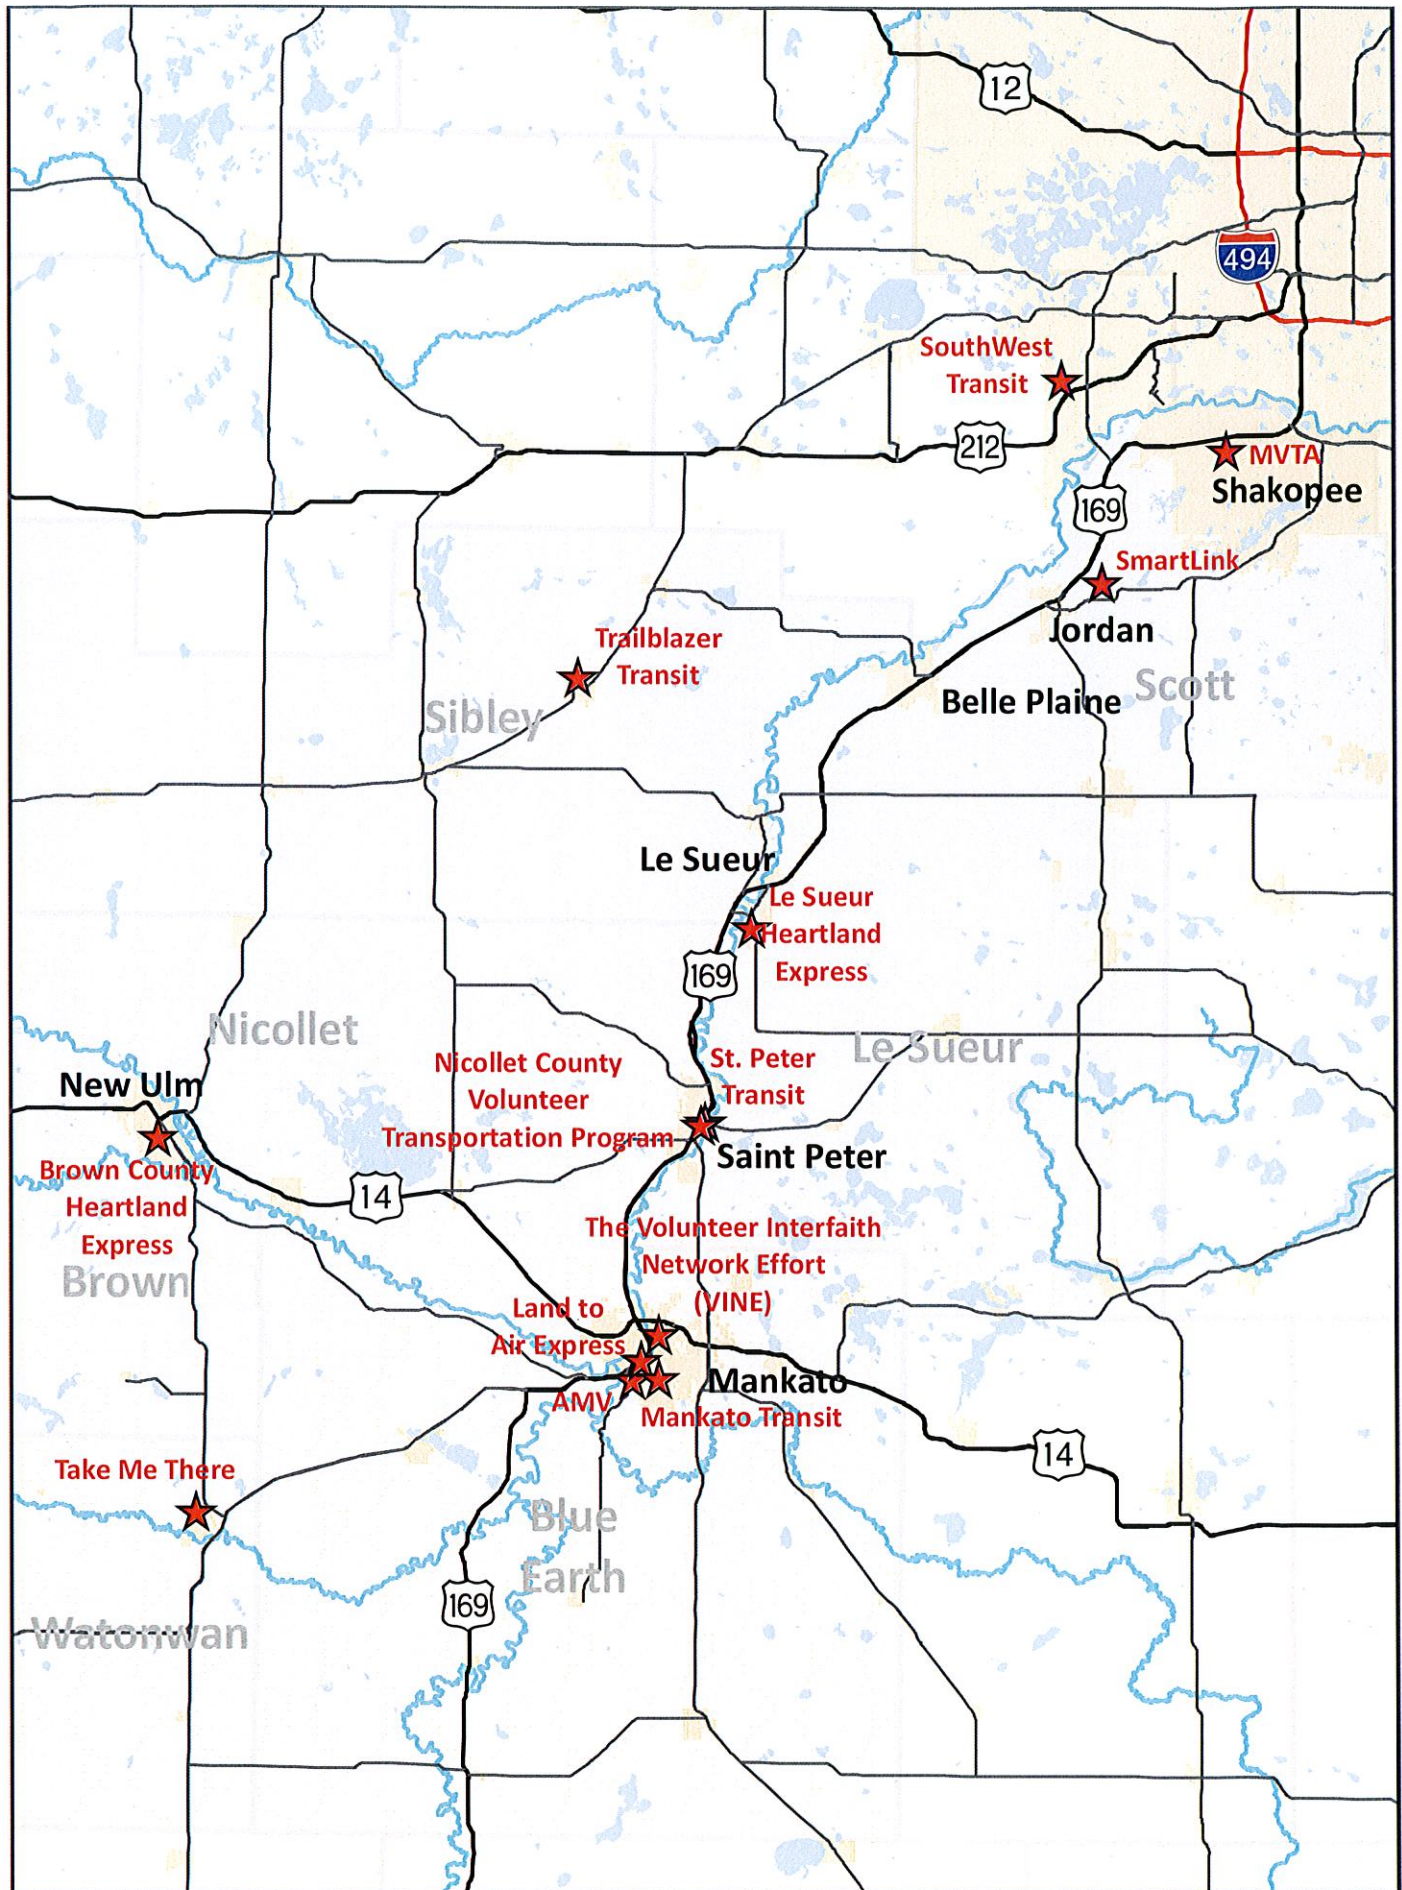 12
494
SouthWest
Transit
212
MVTA
Shakopee
169
SmartLink
Jordan
Trailblazer
Transit
Scott
Belle Plaine
Sibley
Le Sueur
Le Sueur
Heartland
Express
169
Nicollet
Le Sueur
Nicollet County
Volunteer
Transportation Program
St. Peter
Transit
New Ulm
Saint Peter
Brown County
Heartland
Express
14
Brown
The Volunteer Interfaith
Network Effort
(VINE)
Land to
Air Express
Mankato
AMV
Mankato Transit
14
Take Me There
Blue
Earth
169
Watonwan